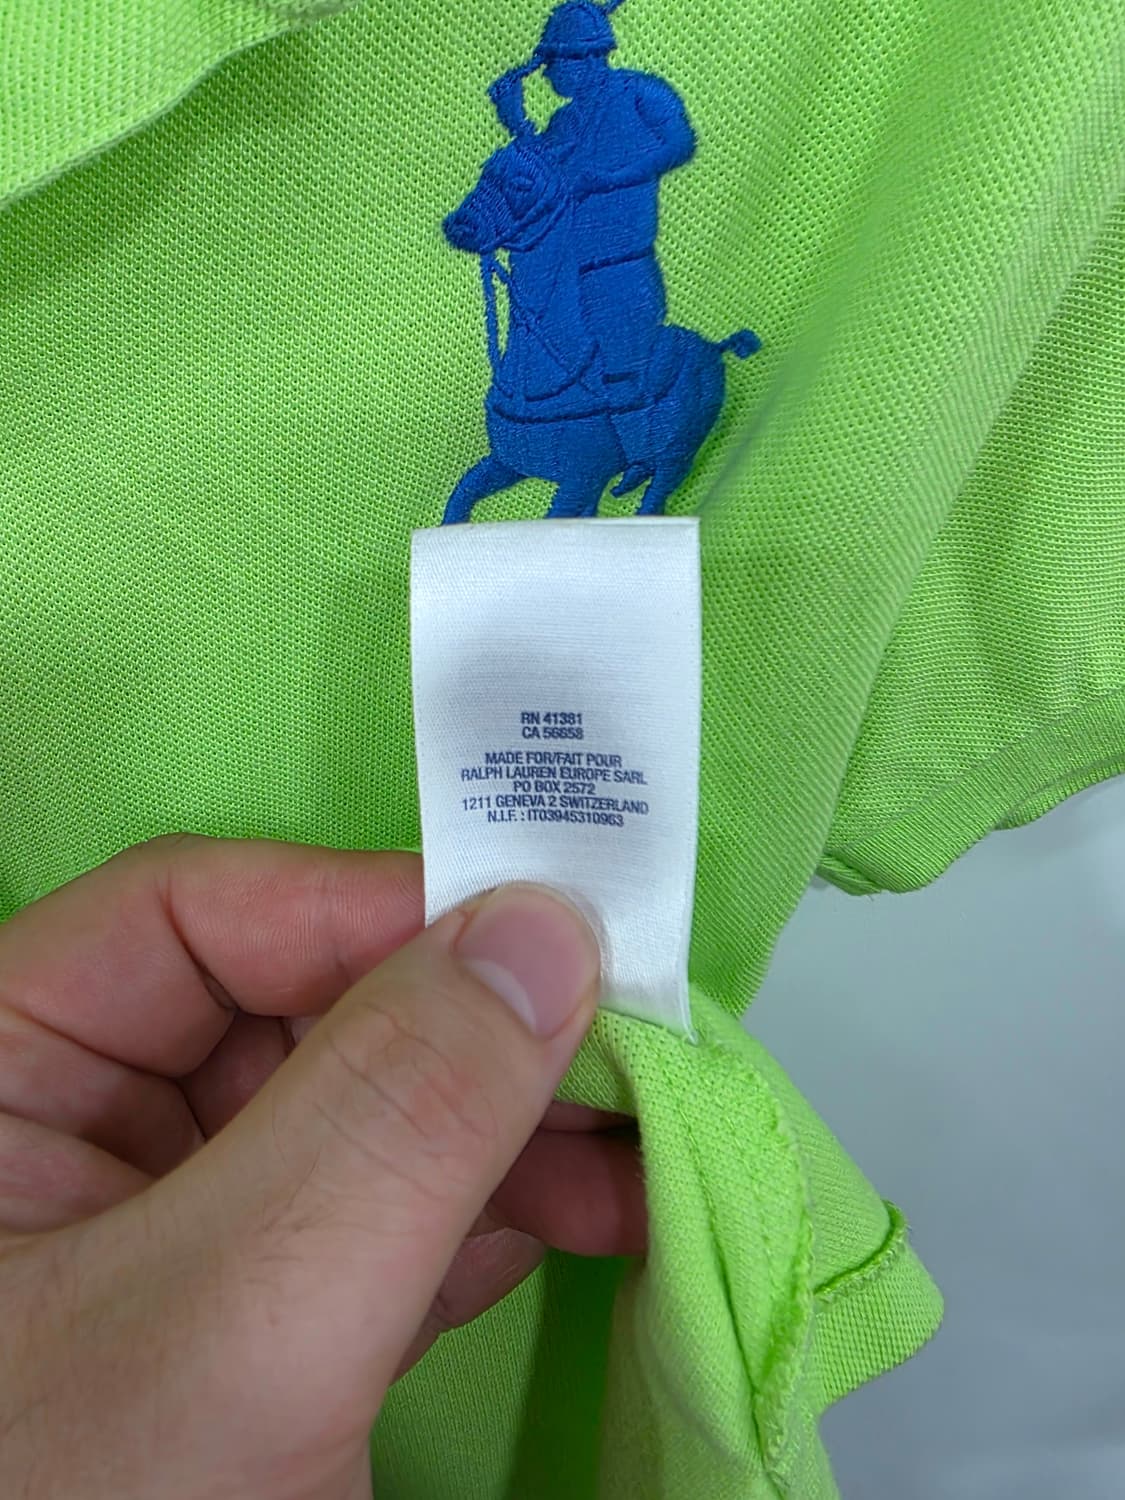 RN 41381
CA 56858
MADE FOR/FAIT POUR
RALPH LAUREN EUROPE SARL
PO BOX 2572
1211 GENEVA 2 SWITZERLAND
N.I.F. : IT03945310963